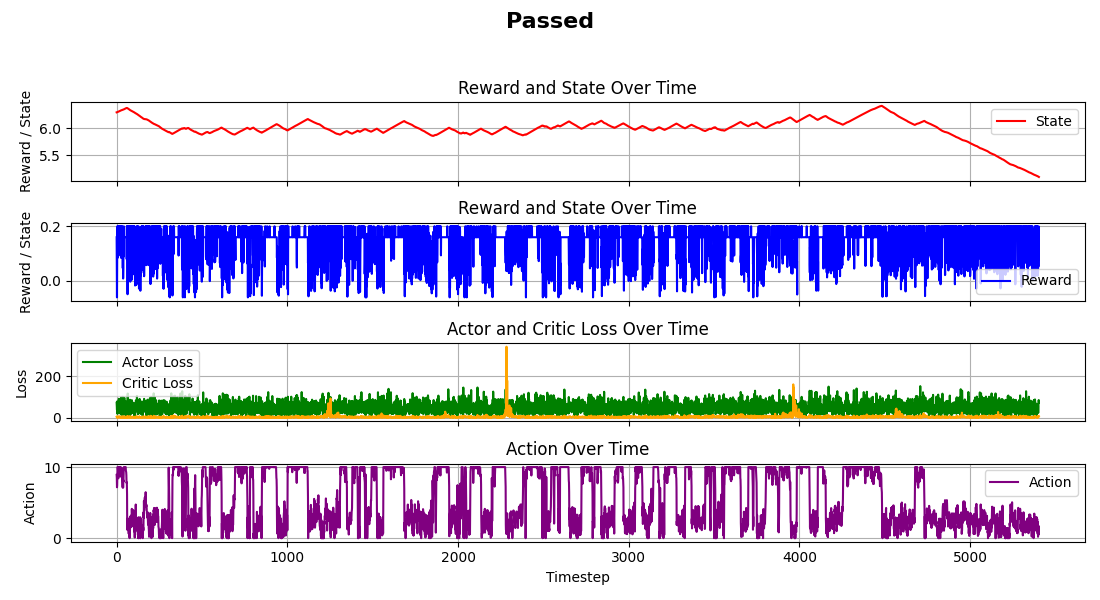 Passed
Reward and State Over Time
Reward / State
6.0
5.5
State
Reward and State Over Time
Reward / State
0.2
0.0
Reward
Actor and Critic Loss Over Time
Loss
200
0
Actor Loss
Critic Loss
Action Over Time
Action
10
0
Action
0 1000 2000 3000 4000 5000
Timestep